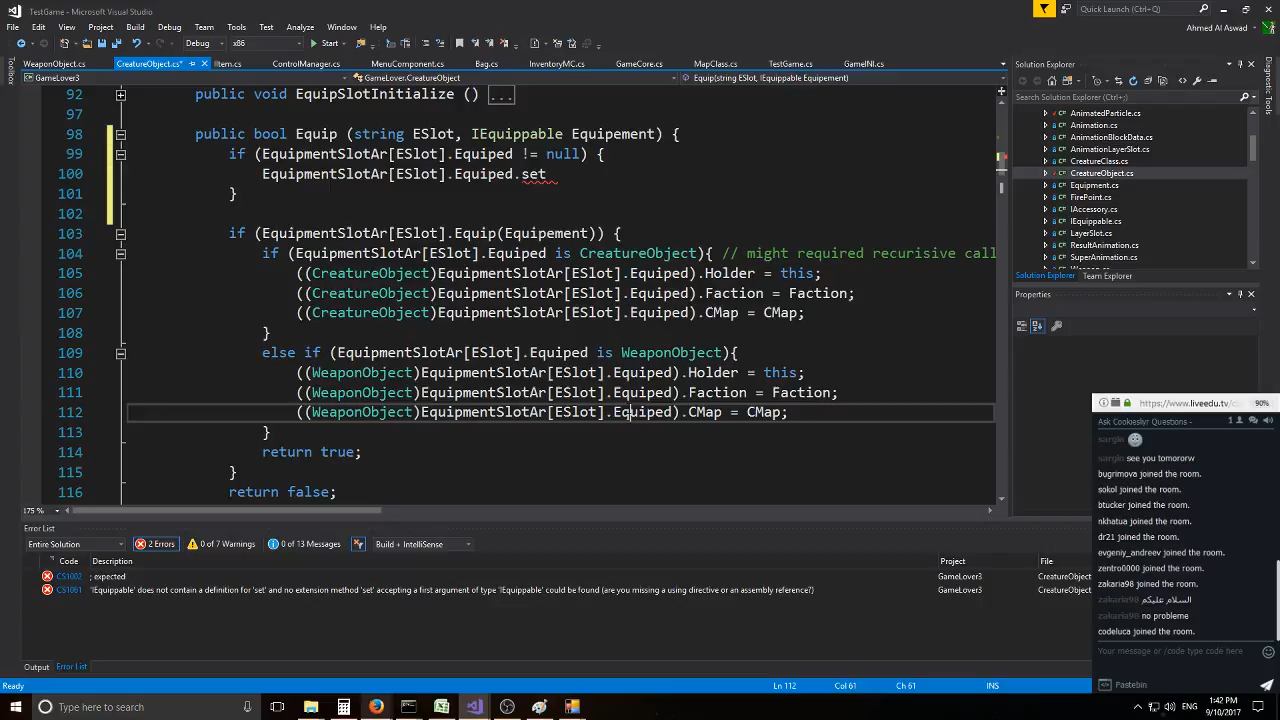 TestGame - Microsoft Visual Studio
Quick Launch (Ctrl+;)
File Edit View Project Build Debug Team Tools Test Analyze Window Help
Ahmed Al Aswad
Debug x86 Start
WeaponObject.cs CreatureObject.cs* IItem.cs ControlManager.cs MenuComponent.cs Bag.cs InventoryMC.cs GameCore.cs MapClass.cs TestGame.cs GameINI.cs
GameLover3 GameLover.CreatureObject Equip(string ESlot, IEquippable Equipement)
Toolbox
92 public void EquipSlotInitialize () ...
97
98 public bool Equip (string ESlot, IEquippable Equipement) {
99 if (EquipmentSlotAr[ESlot].Equiped != null) {
100 EquipmentSlotAr[ESlot].Equiped.set
101 }
102
103 if (EquipmentSlotAr[ESlot].Equip(Equipement)) {
104 if (EquipmentSlotAr[ESlot].Equiped is CreatureObject){ // might required recurisive call
105 ((CreatureObject)EquipmentSlotAr[ESlot].Equiped).Holder = this;
106 ((CreatureObject)EquipmentSlotAr[ESlot].Equiped).Faction = Faction;
107 ((CreatureObject)EquipmentSlotAr[ESlot].Equiped).CMap = CMap;
108 }
109 else if (EquipmentSlotAr[ESlot].Equiped is WeaponObject){
110 ((WeaponObject)EquipmentSlotAr[ESlot].Equiped).Holder = this;
111 ((WeaponObject)EquipmentSlotAr[ESlot].Equiped).Faction = Faction;
112 ((WeaponObject)EquipmentSlotAr[ESlot].Equiped).CMap = CMap;
113 }
114 return true;
115 }
116 return false;
175 %
Solution Explorer
Search Solution Explorer (Ctrl+;)
AnimatedParticle.cs
Animation.cs
AnimationBlockData.cs
AnimationLayerSlot.cs
CreatureClass.cs
CreatureObject.cs
Equipment.cs
FirePoint.cs
IAccessory.cs
IEquippable.cs
LayerSlot.cs
ResultAnimation.cs
SuperAnimation.cs
Solution Explorer Team Explorer
Properties
Diagnostic Tools
Error List
Entire Solution 2 Errors 0 of 7 Warnings 0 of 13 Messages Build + IntelliSense
Code Description Project File
CS1002 ; expected GameLover3 CreatureObject
CS1061 'IEquippable' does not contain a definition for 'set' and no extension method 'set' accepting a first argument of type 'IEquippable' could be found (are you missing a using directive or an assembly reference?) GameLover3 CreatureObject
Output Error List
Ready Ln 112 Col 61 Ch 61 INS
https://www.liveedu.tv/ 90%
Ask Cookieslyr Questions - 1
sargin
sargin see you tomororw
bugrimova joined the room.
sokol joined the room.
btucker joined the room.
nkhatua joined the room.
dr21 joined the room.
evgeniy_andreev joined the room.
zentro0000 joined the room.
zakaria98 joined the room.
zakaria98 السلام عليكم
zakaria98 no probleme
codeluca joined the room.
Your message or /code type code here
Pastebin
Type here to search
ENG
1:42 PM
9/10/2017